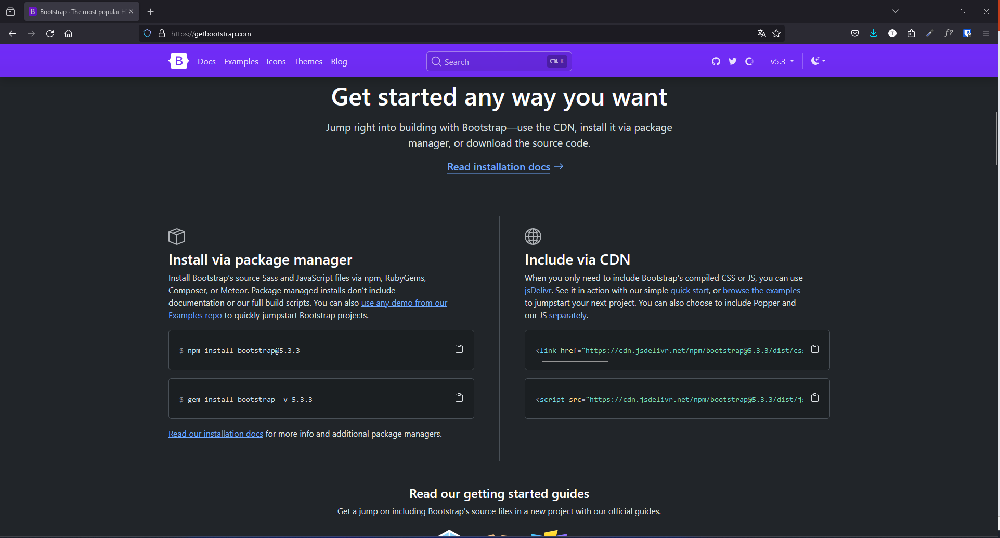 Bootstrap · The most popular H
https://getbootstrap.com
T
f?
B
Docs
Examples
Icons
Themes
Blog
Search
CTRL K
v5.3
Get started any way you want
Jump right into building with Bootstrap—use the CDN, install it via package
manager, or download the source code.
Read installation docs
Install via package manager
Install Bootstrap’s source Sass and JavaScript files via npm, RubyGems,
Composer, or Meteor. Package managed installs don’t include
documentation or our full build scripts. You can also use any demo from our
Examples repo to quickly jumpstart Bootstrap projects.
$ npm install bootstrap@5.3.3
$ gem install bootstrap -v 5.3.3
Read our installation docs for more info and additional package managers.
Include via CDN
When you only need to include Bootstrap’s compiled CSS or JS, you can use
jsDelivr. See it in action with our simple quick start, or browse the examples
to jumpstart your next project. You can also choose to include Popper and
our JS separately.
<link href="https://cdn.jsdelivr.net/npm/bootstrap@5.3.3/dist/css
<script src="https://cdn.jsdelivr.net/npm/bootstrap@5.3.3/dist/js
Read our getting started guides
Get a jump on including Bootstrap's source files in a new project with our official guides.